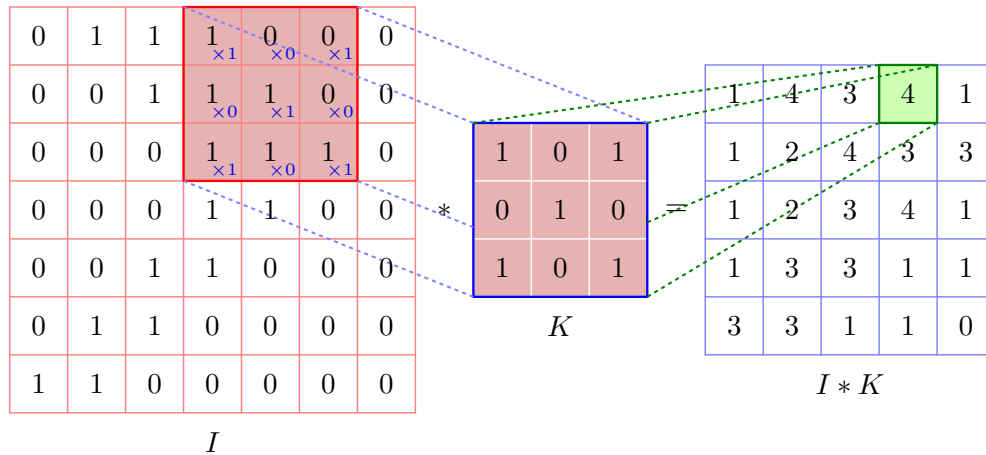 0 1 1 1 0 0 0
×1 ×0 ×1
0 0 1 1 1 0 0
×0 ×1 ×0
0 0 0 1 1 1 0
×1 ×0 ×1
0 0 0 1 1 0 0
0 0 1 1 0 0 0
0 1 1 0 0 0 0
1 1 0 0 0 0 0
I
*
1 0 1
0 1 0
1 0 1
K
=
1 4 3 4 1
1 2 4 3 3
1 2 3 4 1
1 3 3 1 1
3 3 1 1 0
I * K